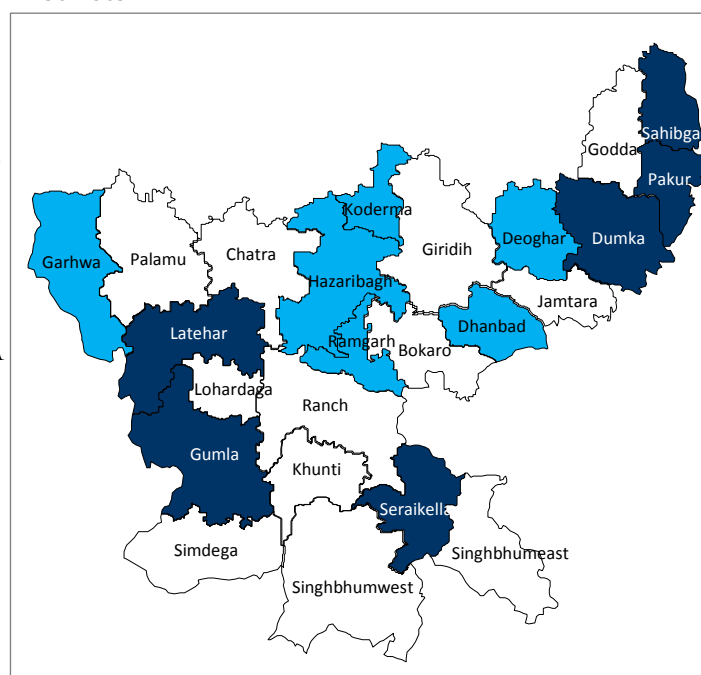 Godda
Sahibga
Pakur
Koderma
Giridih
Deoghar
Dumka
Garhwa
Palamu
Chatra
Hazaribagh
Jamtara
Latehar
Ramgarh
Bokaro
Dhanbad
Lohardaga
Ranch
Gumla
Khunti
Seraikella
Simdega
Singhbhumeast
Singhbhumwest